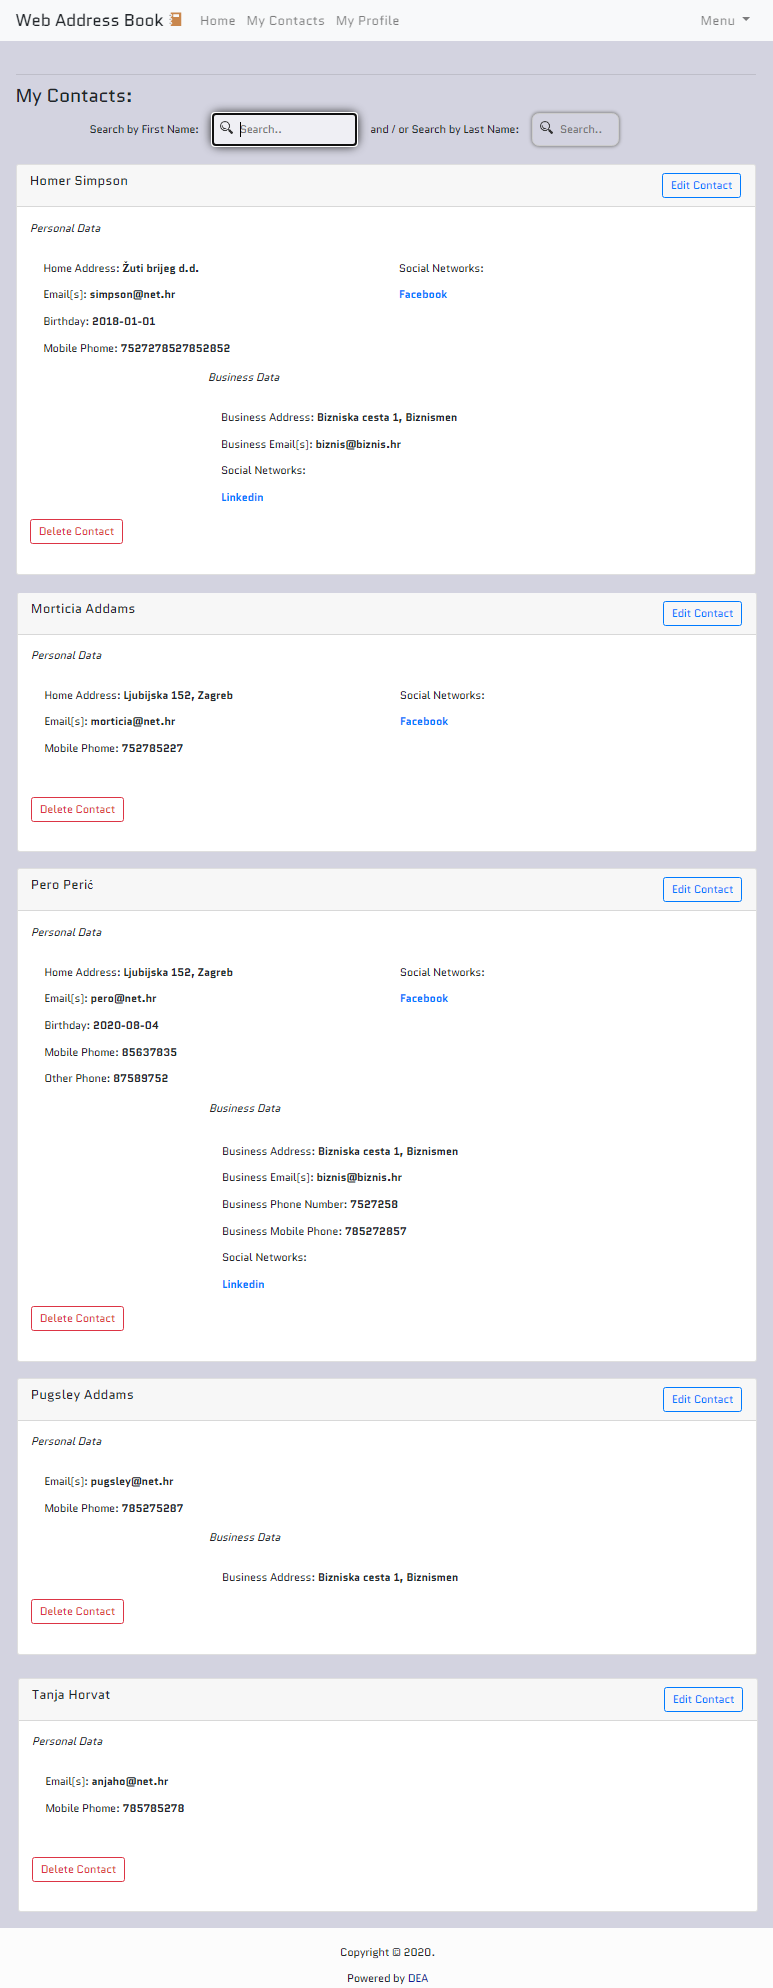 Web Address Book Home My Contacts My Profile Menu
My Contacts:
Search by First Name: Search.. and / or Search by Last Name: Search..
Homer Simpson Edit Contact
Personal Data
Home Address: Žuti brijeg d.d. Social Networks:
Email[s]: simpson@net.hr Facebook
Birthday: 2018-01-01
Mobile Phome: 7527278527852852
Business Data
Business Address: Bizniska cesta 1, Biznismen
Business Email[s]: biznis@biznis.hr
Social Networks:
Linkedin
Delete Contact
Morticia Addams Edit Contact
Personal Data
Home Address: Ljubijska 152, Zagreb Social Networks:
Email[s]: morticia@net.hr Facebook
Mobile Phome: 752785227
Delete Contact
Pero Perić Edit Contact
Personal Data
Home Address: Ljubijska 152, Zagreb Social Networks:
Email[s]: pero@net.hr Facebook
Birthday: 2020-08-04
Mobile Phome: 85637835
Other Phone: 87589752
Business Data
Business Address: Bizniska cesta 1, Biznismen
Business Email[s]: biznis@biznis.hr
Business Phone Number: 7527258
Business Mobile Phome: 785272857
Social Networks:
Linkedin
Delete Contact
Pugsley Addams Edit Contact
Personal Data
Email[s]: pugsley@net.hr
Mobile Phome: 785275287
Business Data
Business Address: Bizniska cesta 1, Biznismen
Delete Contact
Tanja Horvat Edit Contact
Personal Data
Email[s]: anjaho@net.hr
Mobile Phome: 785785278
Delete Contact
Copyright © 2020.
Powered by DEA